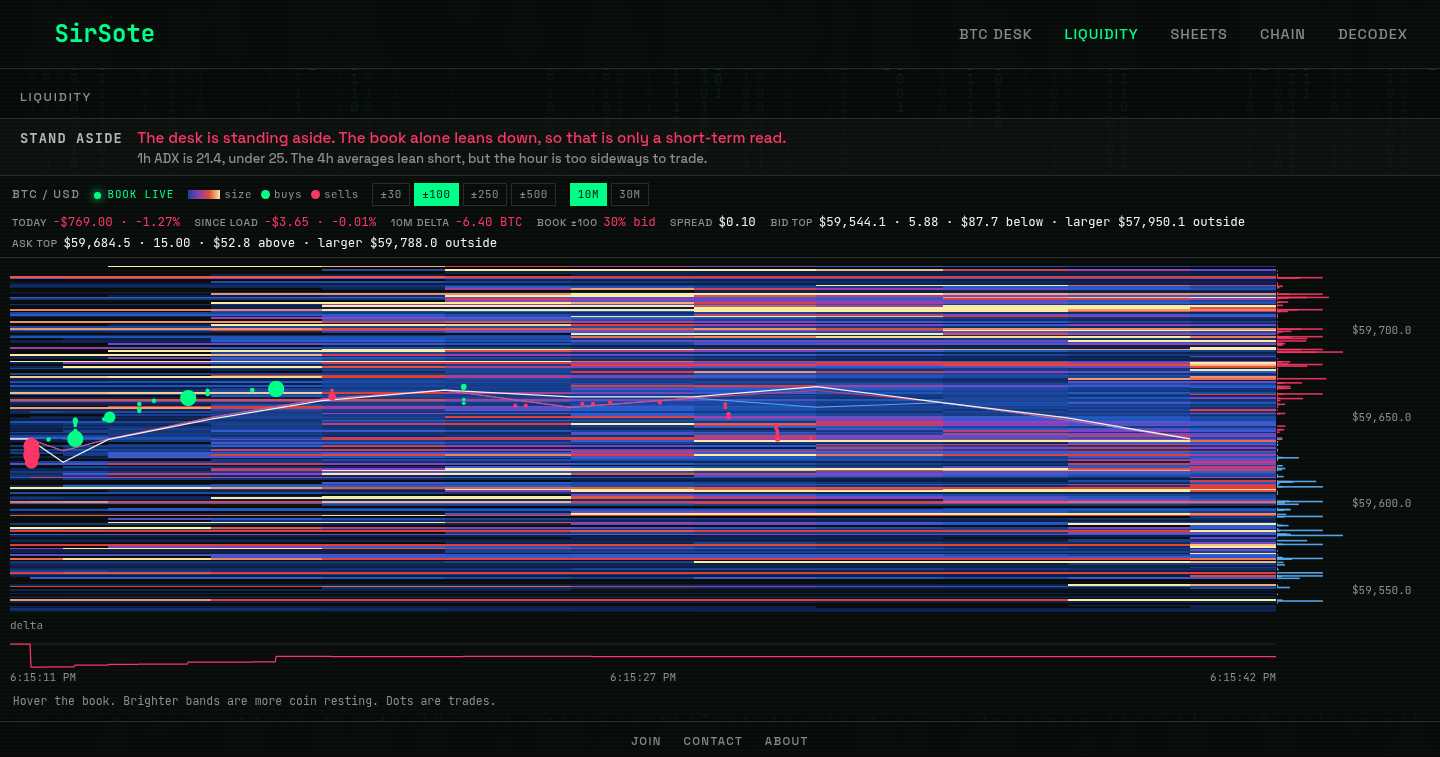 SirSote
BTC DESK LIQUIDITY SHEETS CHAIN DECODEX
LIQUIDITY
STAND ASIDE The desk is standing aside. The book alone leans down, so that is only a short-term read.
1h ADX is 21.4, under 25. The 4h averages lean short, but the hour is too sideways to trade.
BTC / USD BOOK LIVE size buys sells ±30 ±100 ±250 ±500 10M 30M
TODAY -$769.00 · -1.27% SINCE LOAD -$3.65 · -0.01% 10M DELTA -6.40 BTC BOOK ±100 30% bid SPREAD $0.10 BID TOP $59,544.1 · 5.88 · $87.7 below · larger $57,950.1 outside
ASK TOP $59,684.5 · 15.00 · $52.8 above · larger $59,788.0 outside
$59,700.0
$59,650.0
$59,600.0
$59,550.0
delta
6:15:11 PM 6:15:27 PM 6:15:42 PM
Hover the book. Brighter bands are more coin resting. Dots are trades.
JOIN CONTACT ABOUT